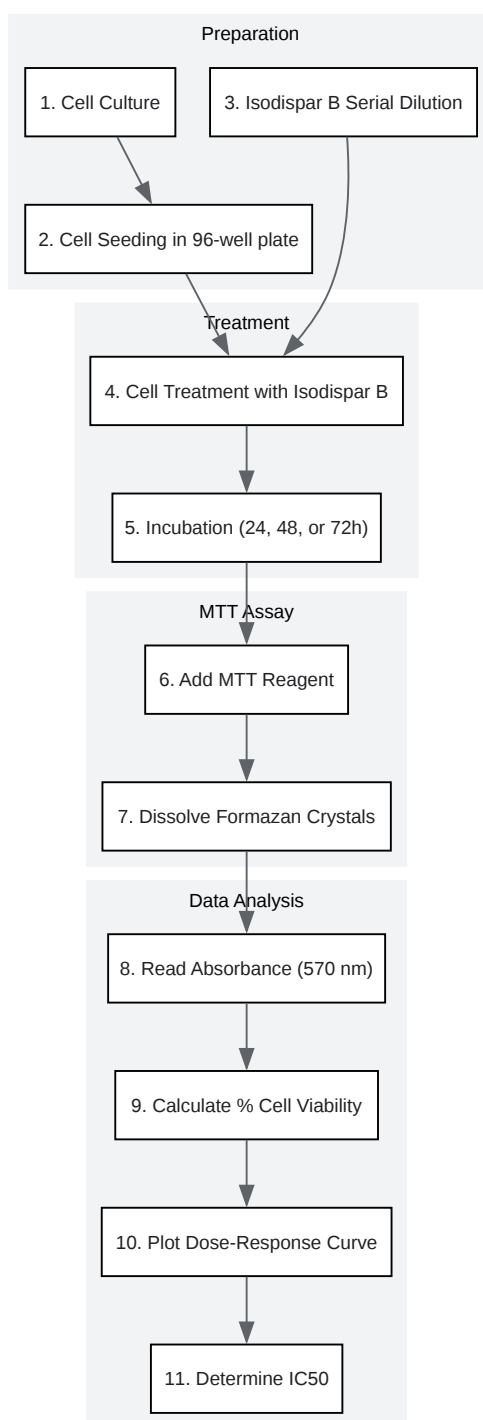 Preparation
1. Cell Culture
3. Isodispar B Serial Dilution
2. Cell Seeding in 96-well plate
Treatment
4. Cell Treatment with Isodispar B
5. Incubation (24, 48, or 72h)
MTT Assay
6. Add MTT Reagent
7. Dissolve Formazan Crystals
Data Analysis
8. Read Absorbance (570 nm)
9. Calculate % Cell Viability
10. Plot Dose-Response Curve
11. Determine IC50